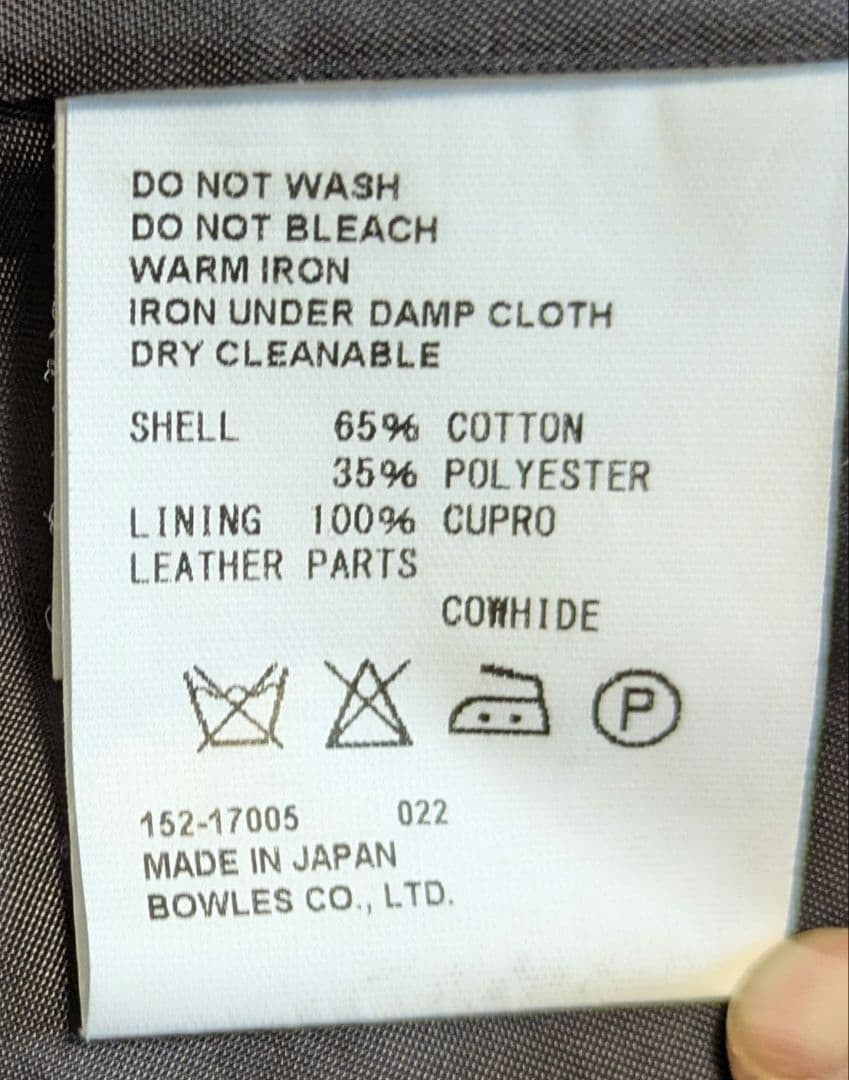 DO NOT WASH
DO NOT BLEACH
WARM IRON
IRON UNDER DAMP CLOTH
DRY CLEANABLE
SHELL 65% COTTON
35% POLYESTER
LINING 100% CUPRO
LEATHER PARTS
COWHIDE
P
152-17005 022
MADE IN JAPAN
BOWLES CO., LTD.